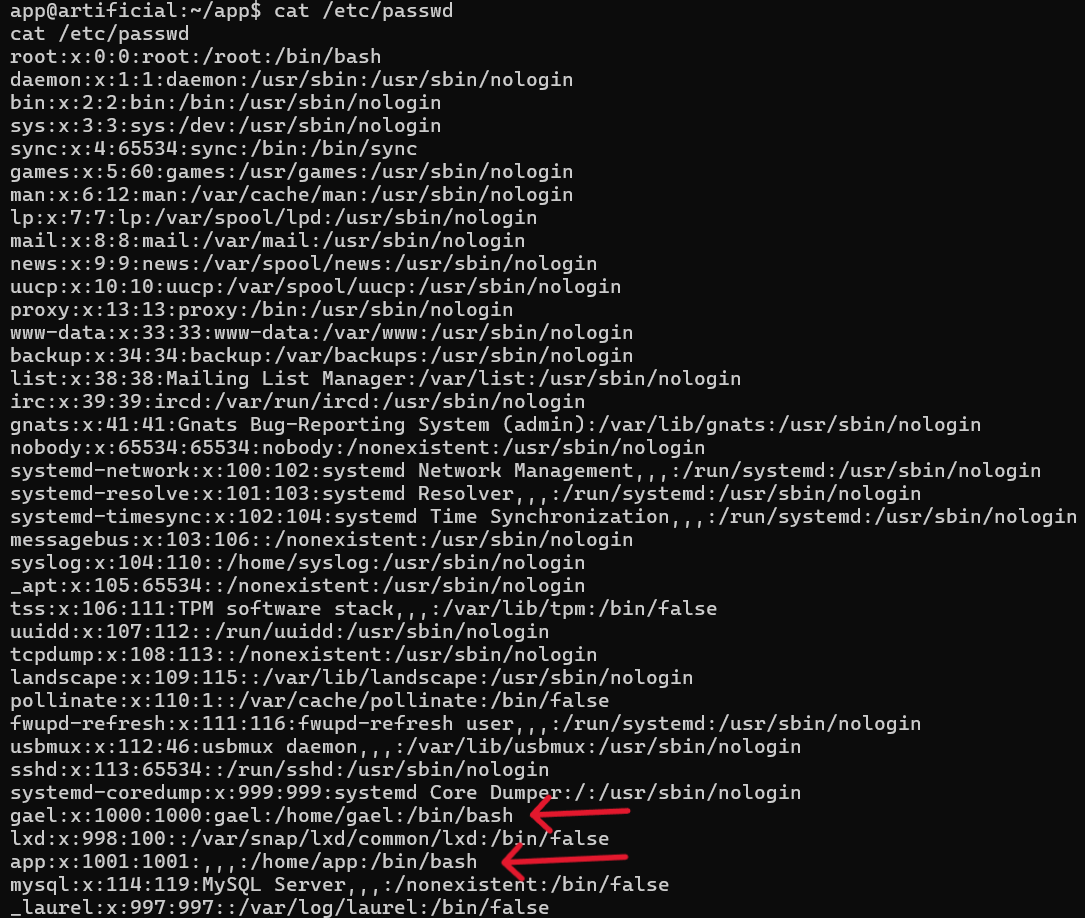 app@artificial:~/app$ cat /etc/passwd
cat /etc/passwd
root:x:0:0:root:/root:/bin/bash
daemon:x:1:1:daemon:/usr/sbin:/usr/sbin/nologin
bin:x:2:2:bin:/bin:/usr/sbin/nologin
sys:x:3:3:sys:/dev:/usr/sbin/nologin
sync:x:4:65534:sync:/bin:/bin/sync
games:x:5:60:games:/usr/games:/usr/sbin/nologin
man:x:6:12:man:/var/cache/man:/usr/sbin/nologin
lp:x:7:7:lp:/var/spool/lpd:/usr/sbin/nologin
mail:x:8:8:mail:/var/mail:/usr/sbin/nologin
news:x:9:9:news:/var/spool/news:/usr/sbin/nologin
uucp:x:10:10:uucp:/var/spool/uucp:/usr/sbin/nologin
proxy:x:13:13:proxy:/bin:/usr/sbin/nologin
www-data:x:33:33:www-data:/var/www:/usr/sbin/nologin
backup:x:34:34:backup:/var/backups:/usr/sbin/nologin
list:x:38:38:Mailing List Manager:/var/list:/usr/sbin/nologin
irc:x:39:39:ircd:/var/run/ircd:/usr/sbin/nologin
gnats:x:41:41:Gnats Bug-Reporting System (admin):/var/lib/gnats:/usr/sbin/nologin
nobody:x:65534:65534:nobody:/nonexistent:/usr/sbin/nologin
systemd-network:x:100:102:systemd Network Management,,,:/run/systemd:/usr/sbin/nologin
systemd-resolve:x:101:103:systemd Resolver,,,:/run/systemd:/usr/sbin/nologin
systemd-timesync:x:102:104:systemd Time Synchronization,,,:/run/systemd:/usr/sbin/nologin
messagebus:x:103:106::/nonexistent:/usr/sbin/nologin
syslog:x:104:110::/home/syslog:/usr/sbin/nologin
_apt:x:105:65534::/nonexistent:/usr/sbin/nologin
tss:x:106:111:TPM software stack,,,:/var/lib/tpm:/bin/false
uuidd:x:107:112::/run/uuidd:/usr/sbin/nologin
tcpdump:x:108:113::/nonexistent:/usr/sbin/nologin
landscape:x:109:115::/var/lib/landscape:/usr/sbin/nologin
pollinate:x:110:1::/var/cache/pollinate:/bin/false
fwupd-refresh:x:111:116:fwupd-refresh user,,,:/run/systemd:/usr/sbin/nologin
usbmux:x:112:46:usbmux daemon,,,:/var/lib/usbmux:/usr/sbin/nologin
sshd:x:113:65534::/run/sshd:/usr/sbin/nologin
systemd-coredump:x:999:999:systemd Core Dumper:/:/usr/sbin/nologin
gael:x:1000:1000:gael:/home/gael:/bin/bash
lxd:x:998:100::/var/snap/lxd/common/lxd:/bin/false
app:x:1001:1001:,,,:/home/app:/bin/bash
mysql:x:114:119:MySQL Server,,,:/nonexistent:/bin/false
_laurel:x:997:997::/var/log/laurel:/bin/false